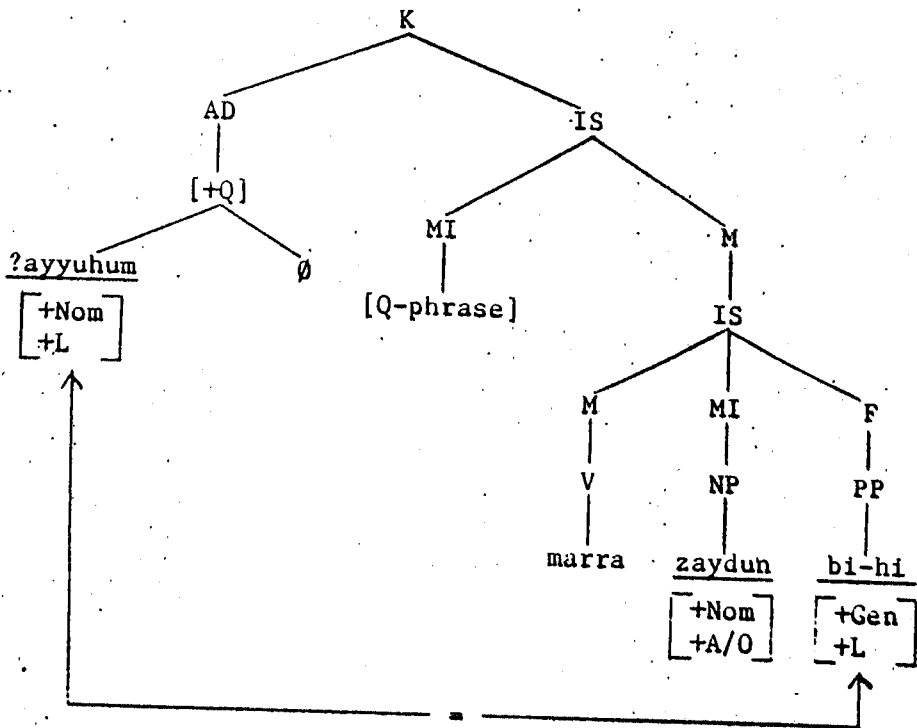 K
AD IS
[+Q] MI M
?ayyuhum Ø [Q-phrase] IS
[+Nom
+L]
M MI F
V NP PP
marra zaydun bi-hi
[+Nom
+A/O] [+Gen
+L]
=